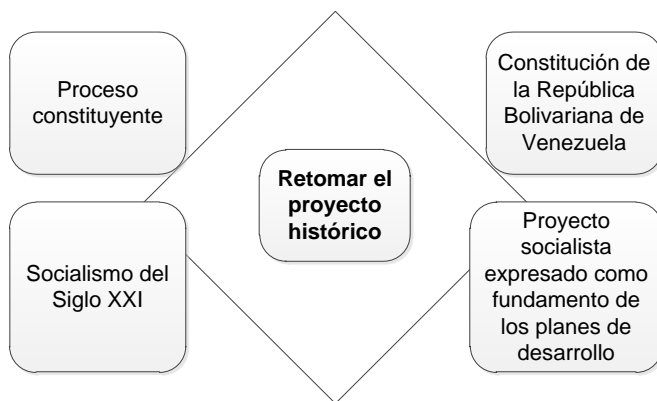 Proceso
constituyente
Constitución de
la República
Bolivariana de
Venezuela
Retomar el
proyecto
histórico
Socialismo del
Siglo XXI
Proyecto
socialista
expresado como
fundamento de
los planes de
desarrollo